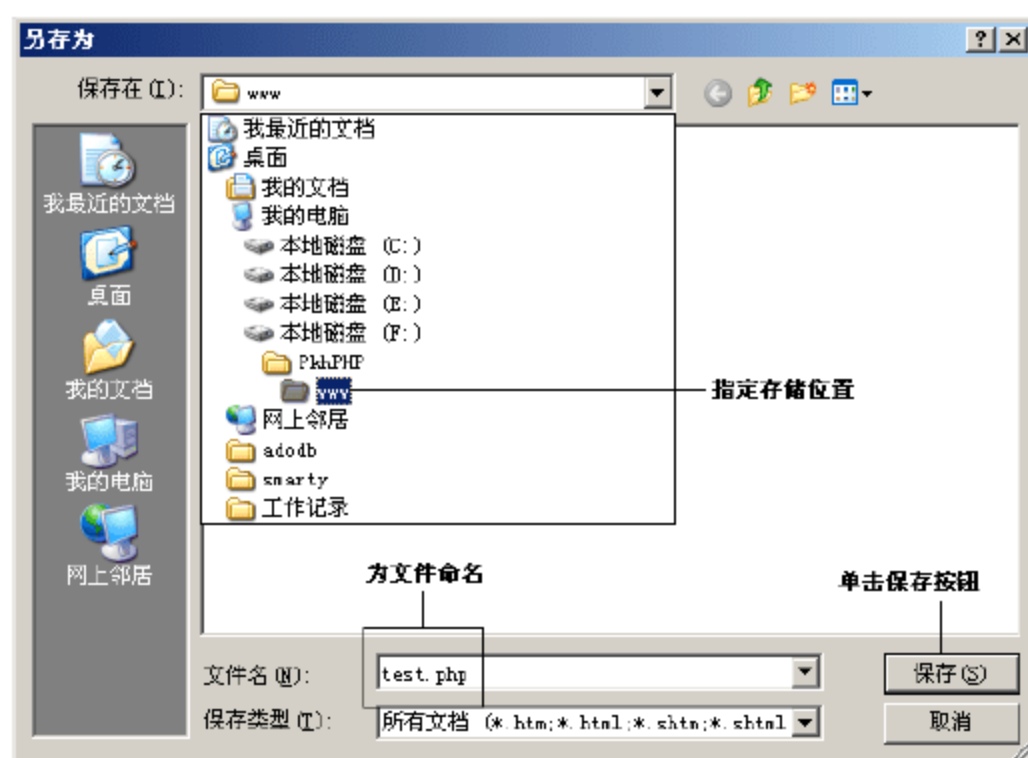 另存为
保存在(I):
www
我最近的文档
桌面
我的文档
我的电脑
本地磁盘 (C:)
本地磁盘 (D:)
本地磁盘 (E:)
本地磁盘 (F:)
PkhPHP
www
指定存储位置
网上邻居
adodb
smarty
工作记录
我最近的文档
桌面
我的文档
我的电脑
网上邻居
为文件命名
单击保存按钮
文件名(N):
test.php
保存(S)
保存类型(T):
所有文档 (*.htm;*.html;*.shtm;*.shtml
取消